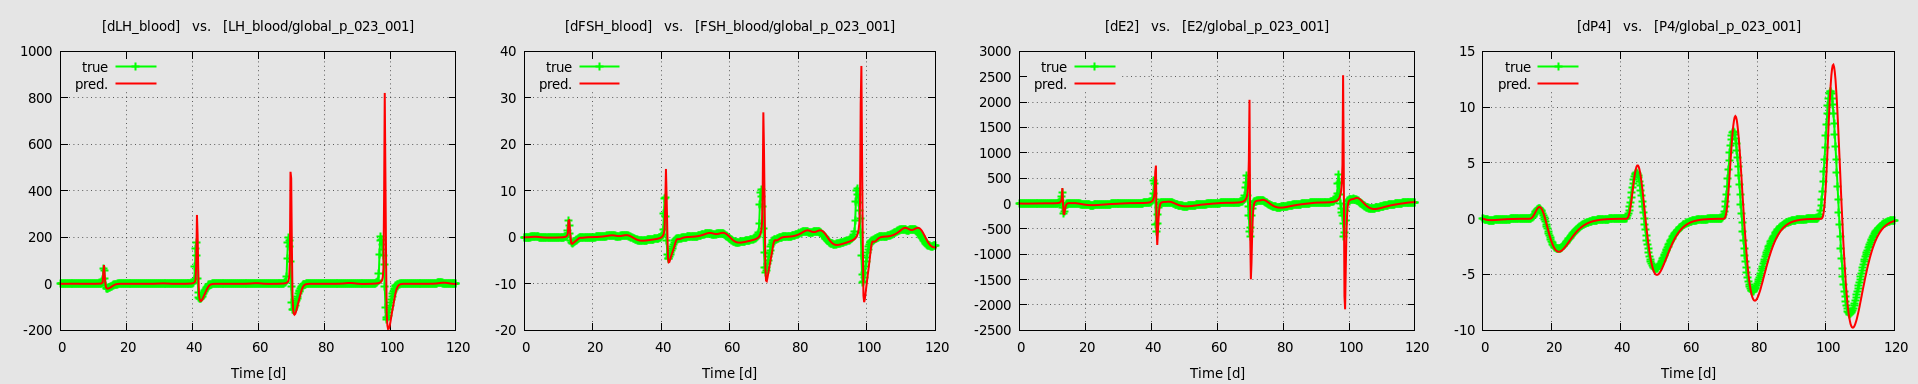 [dLH_blood]   vs.   [LH_blood/global_p_023_001]
1000
800
600
400
200
0
-200
true
pred.
0 20 40 60 80 100 120
Time [d]
[dFSH_blood]   vs.   [FSH_blood/global_p_023_001]
40
30
20
10
0
-10
-20
true
pred.
0 20 40 60 80 100 120
Time [d]
[dE2]   vs.   [E2/global_p_023_001]
3000
2500
2000
1500
1000
500
0
-500
-1000
-1500
-2000
-2500
true
pred.
0 20 40 60 80 100 120
Time [d]
[dP4]   vs.   [P4/global_p_023_001]
15
10
5
0
-5
-10
true
pred.
0 20 40 60 80 100 120
Time [d]